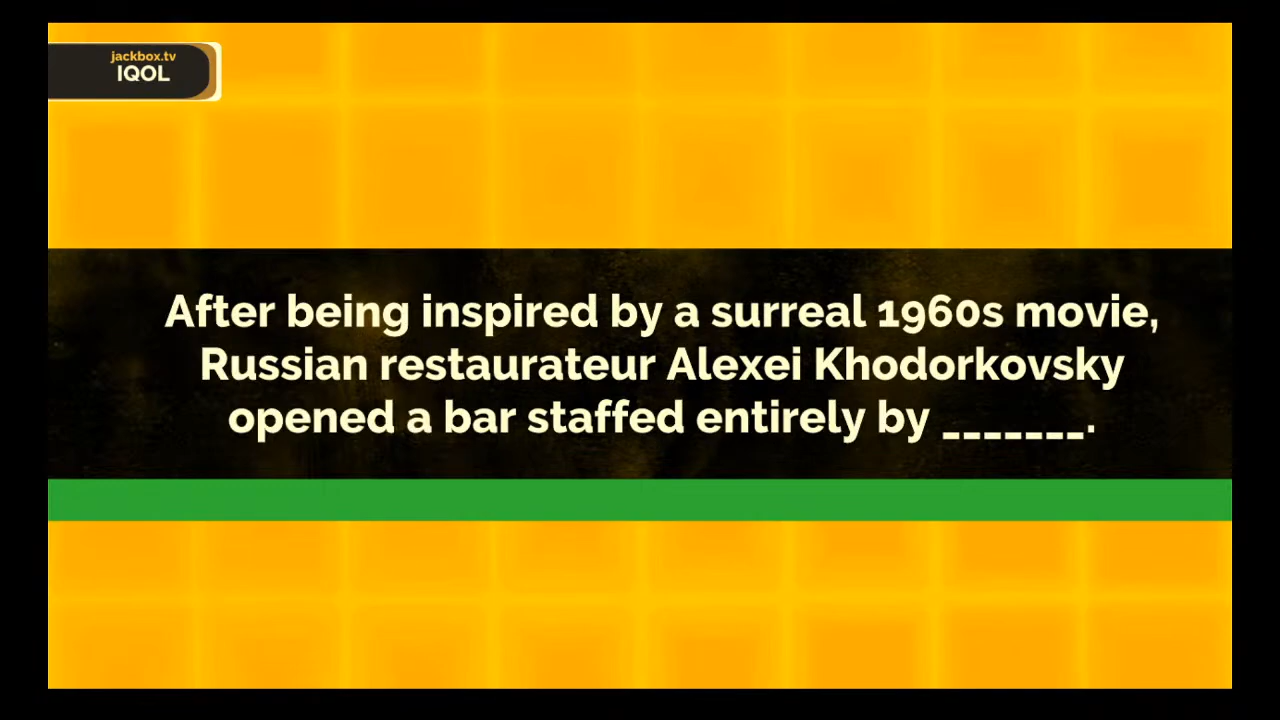 jackbox.tv
IQOL
After being inspired by a surreal 1960s movie,
Russian restaurateur Alexei Khodorkovsky
opened a bar staffed entirely by _______.